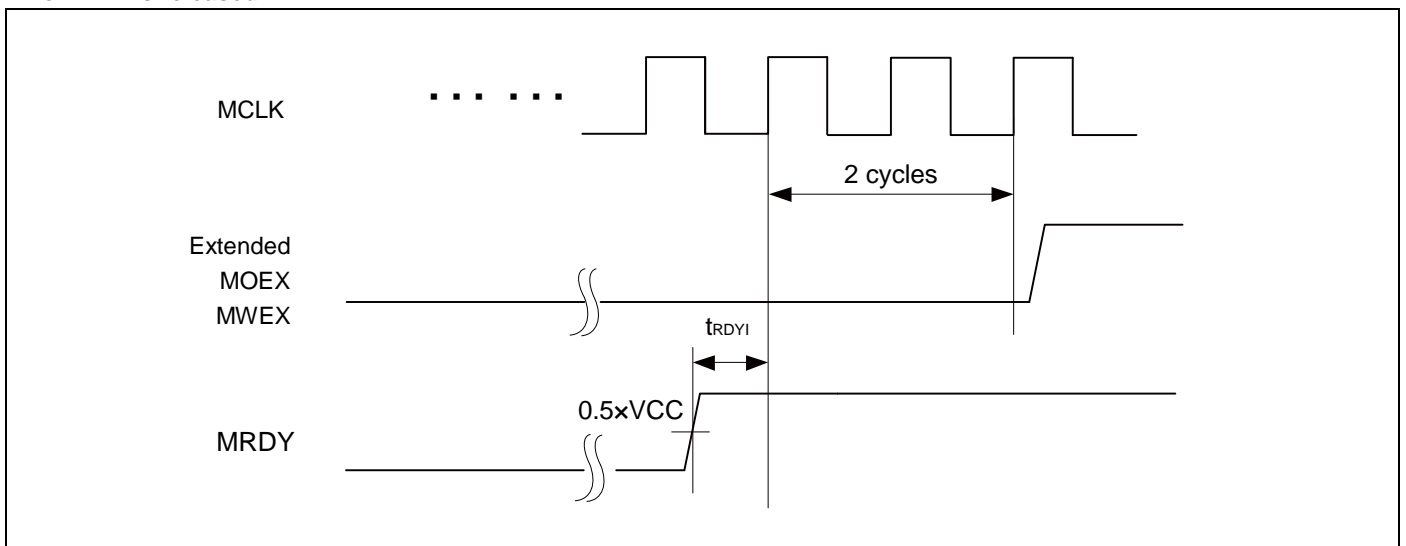 MCLK
... ...
2 cycles
Extended
MOEX
MWEX
tRDYI
0.5×VCC
MRDY